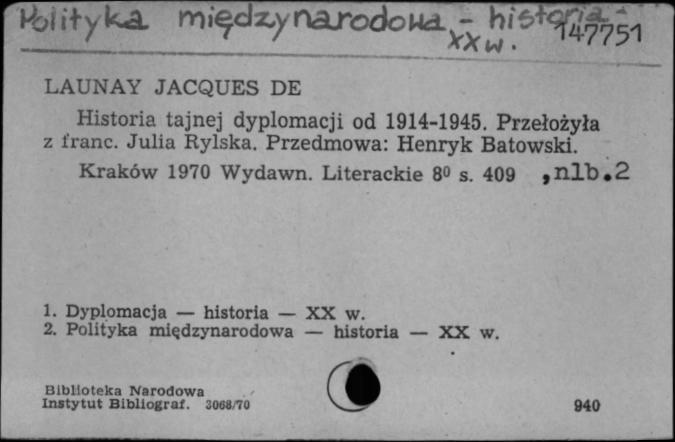 Polityka międzynarodowa - historia -
XX w.
147751
LAUNAY JACQUES DE
Historia tajnej dyplomacji od 1914-1945. Przełożyła
z franc. Julia Rylska. Przedmowa: Henryk Batowski.
Kraków 1970 Wydawn. Literackie 8⁰ s. 409 , nlb. 2
1. Dyplomacja — historia — XX w.
2. Polityka międzynarodowa — historia — XX w.
Biblioteka Narodowa
Instytut Bibliograf. 3068/70
940